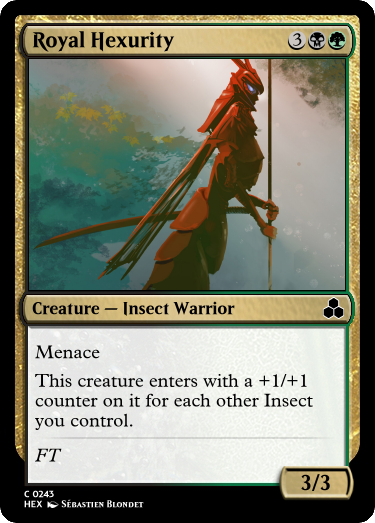 Royal Hexurity 3
Creature — Insect Warrior
Menace
This creature enters with a +1/+1
counter on it for each other Insect
you control.
FT
3/3
C 0243
HEX Sébastien Blondet